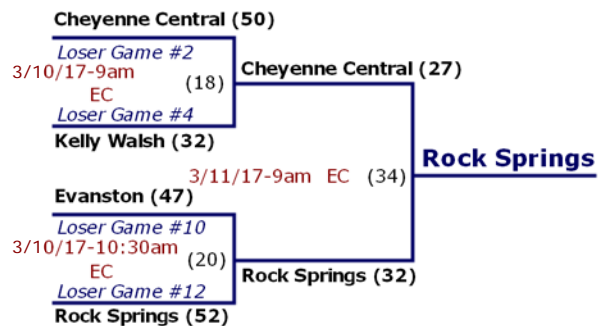 Cheyenne Central (50)
Loser Game #2
3/10/17-9am
EC
(18)
Loser Game #4
Kelly Walsh (32)
Cheyenne Central (27)
3/11/17-9am EC (34)
Rock Springs
Evanston (47)
Loser Game #10
3/10/17-10:30am
EC
(20)
Loser Game #12
Rock Springs (52)
Rock Springs (32)